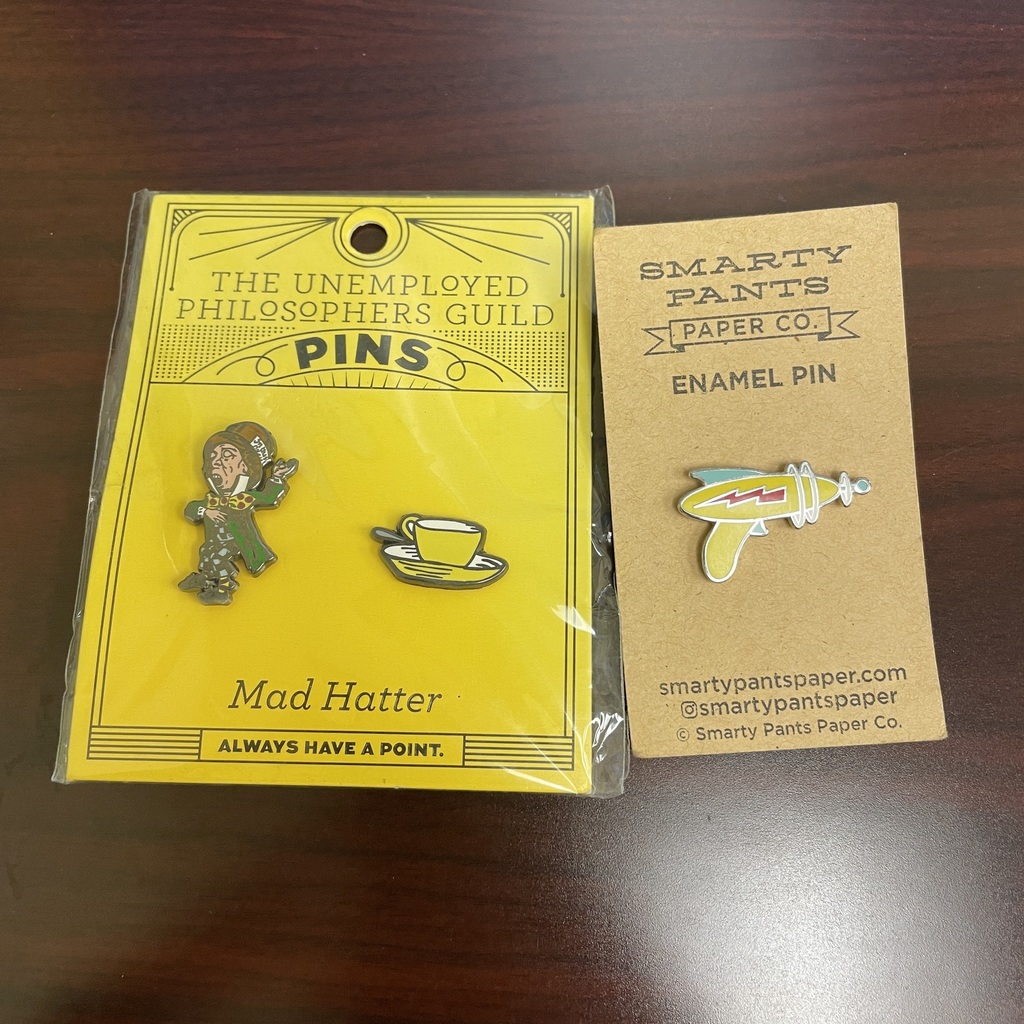 THE UNEMPLOYED
PHILOSOPHERS GUILD
PINS
Mad Hatter
ALWAYS HAVE A POINT.
SMARTY
PANTS
PAPER CO.
ENAMEL PIN
smartypantspaper.com
smartypantspaper
© Smarty Pants Paper Co.